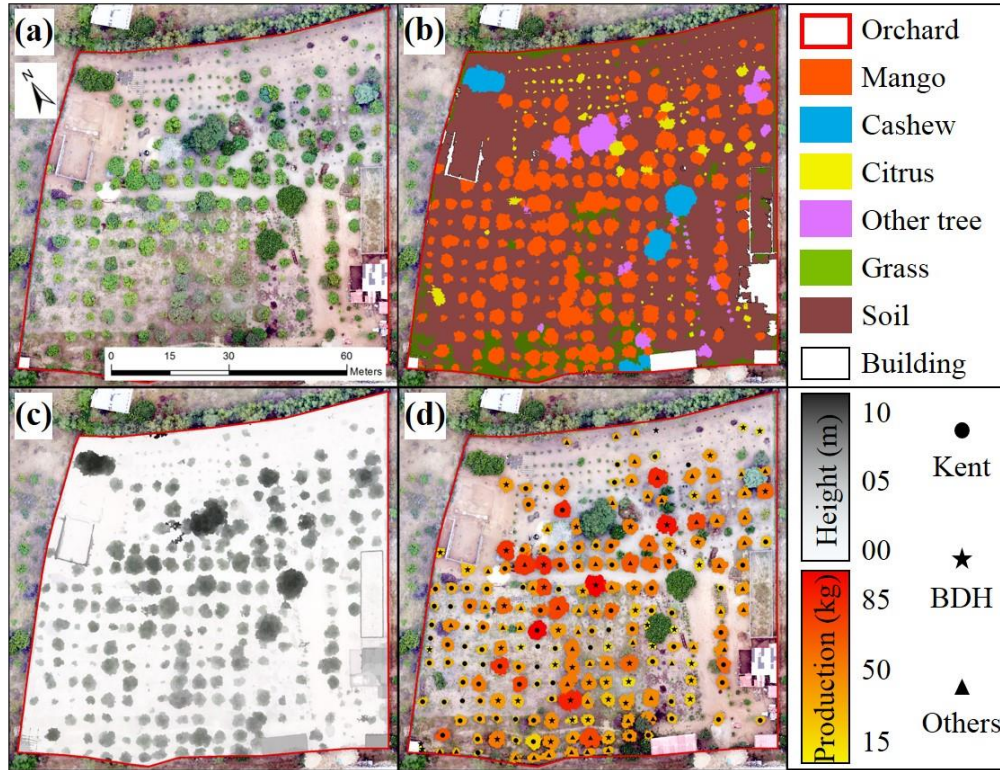 (a)
N
0 15 30 60
Meters
(b)
Orchard
Mango
Cashew
Citrus
Other tree
Grass
Soil
Building
(c)
(d)
Height (m)
10
05
00
Production (kg)
85
50
15
Kent
BDH
Others